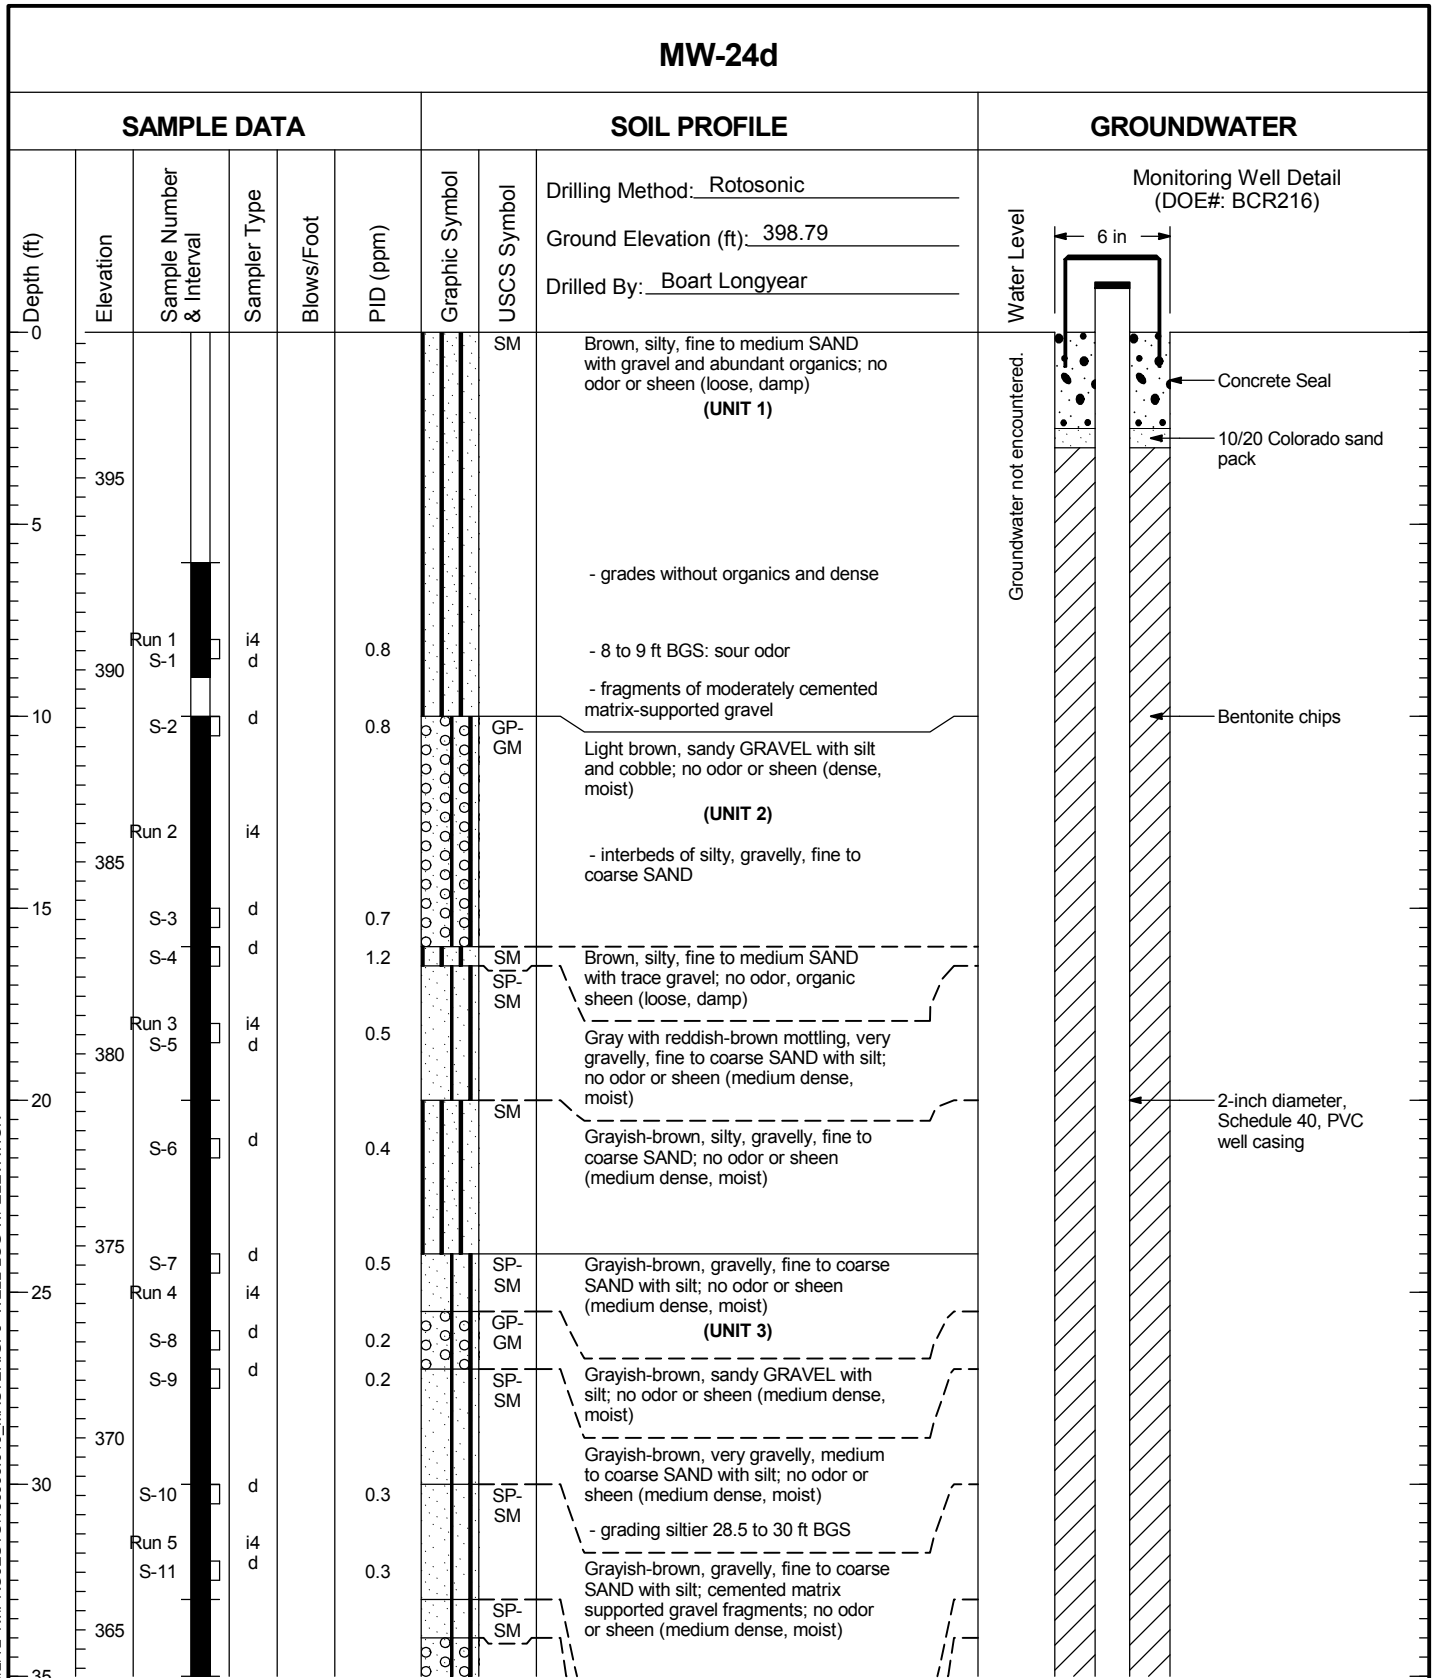 MW-24d
SAMPLE DATA
SOIL PROFILE
GROUNDWATER
Depth (ft)
Elevation
Sample Number
& Interval
Sampler Type
Blows/Foot
PID (ppm)
Graphic Symbol
USCS Symbol
Drilling Method: Rotosonic
Ground Elevation (ft): 398.79
Drilled By: Boart Longyear
Water Level
Monitoring Well Detail
(DOE#: BCR216)
6 in
0
SM
Brown, silty, fine to medium SAND
with gravel and abundant organics; no
odor or sheen (loose, damp)
(UNIT 1)
Groundwater not encountered.
Concrete Seal
10/20 Colorado sand
pack
395
5
- grades without organics and dense
Run 1 i4
S-1 d 0.8
- 8 to 9 ft BGS: sour odor
390
- fragments of moderately cemented
matrix-supported gravel
10
S-2 d 0.8
GP-
GM
Bentonite chips
Light brown, sandy GRAVEL with silt
and cobble; no odor or sheen (dense,
moist)
(UNIT 2)
Run 2 i4
385
- interbeds of silty, gravelly, fine to
coarse SAND
15
S-3 d 0.7
S-4 d 1.2
SM
Brown, silty, fine to medium SAND
with trace gravel; no odor, organic
sheen (loose, damp)
SP-
SM
Run 3 i4
S-5 d 0.5
380
Gray with reddish-brown mottling, very
gravelly, fine to coarse SAND with silt;
no odor or sheen (medium dense,
moist)
20
SM
2-inch diameter,
Schedule 40, PVC
well casing
S-6 d 0.4
Grayish-brown, silty, gravelly, fine to
coarse SAND; no odor or sheen
(medium dense, moist)
375
S-7 d 0.5
SP-
SM
Grayish-brown, gravelly, fine to coarse
SAND with silt; no odor or sheen
(medium dense, moist)
(UNIT 3)
25
Run 4 i4
S-8 d 0.2
GP-
GM
S-9 d 0.2
SP-
SM
Grayish-brown, sandy GRAVEL with
silt; no odor or sheen (medium dense,
moist)
370
Grayish-brown, very gravelly, medium
to coarse SAND with silt; no odor or
sheen (medium dense, moist)
- grading siltier 28.5 to 30 ft BGS
30
S-10 d 0.3
SP-
SM
Run 5 i4
S-11 d 0.3
Grayish-brown, gravelly, fine to coarse
SAND with silt; cemented matrix
supported gravel fragments; no odor
or sheen (medium dense, moist)
SP-
SM
365
35